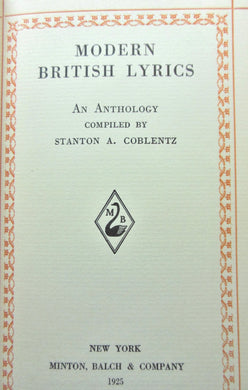 MODERN
BRITISH LYRICS
AN ANTHOLOGY
COMPILED BY
STANTON A. COBLENTZ
M B
NEW YORK
MINTON, BALCH & COMPANY
1925